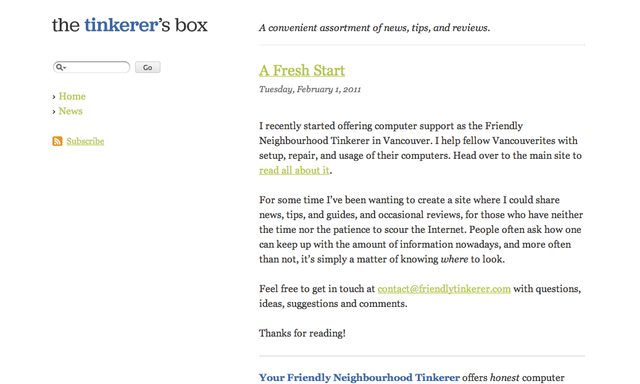 the tinkerer's box
A convenient assortment of news, tips, and reviews.
Go
A Fresh Start
Tuesday, February 1, 2011
› Home
› News
Subscribe
I recently started offering computer support as the Friendly
Neighbourhood Tinkerer in Vancouver. I help fellow Vancouverites with
setup, repair, and usage of their computers. Head over to the main site to
read all about it.
For some time I've been wanting to create a site where I could share
news, tips, and guides, and occasional reviews, for those who have neither
the time nor the patience to scour the Internet. People often ask how one
can keep up with the amount of information nowadays, and more often
than not, it's simply a matter of knowing where to look.
Feel free to get in touch at contact@friendlytinkerer.com with questions,
ideas, suggestions and comments.
Thanks for reading!
Your Friendly Neighbourhood Tinkerer offers honest computer